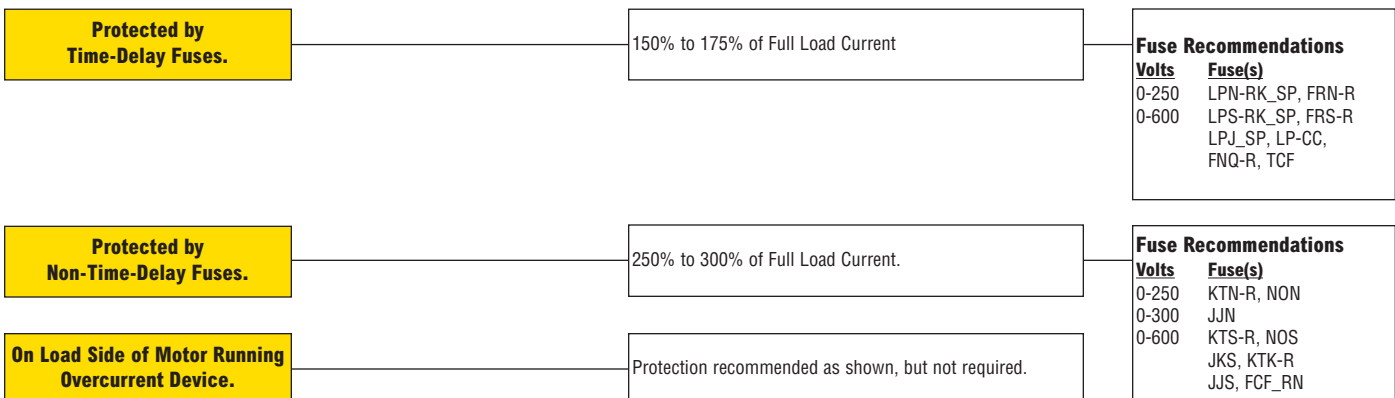 Protected by
Time-Delay Fuses.
150% to 175% of Full Load Current
Fuse Recommendations
Volts Fuse(s)
0-250 LPN-RK_SP, FRN-R
0-600 LPS-RK_SP, FRS-R
LPJ_SP, LP-CC,
FNQ-R, TCF
Protected by
Non-Time-Delay Fuses.
250% to 300% of Full Load Current.
Fuse Recommendations
Volts Fuse(s)
0-250 KTN-R, NON
0-300 JJN
0-600 KTS-R, NOS
JKS, KTK-R
JJS, FCF_RN
On Load Side of Motor Running
Overcurrent Device.
Protection recommended as shown, but not required.